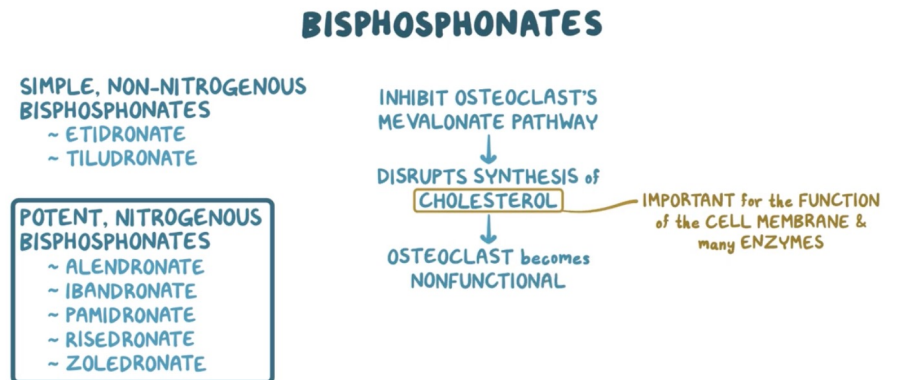 BISPHOSPHONATES
SIMPLE, NON-NITROGENOUS
BISPHOSPHONATES
~ ETIDRONATE
~ TILUDRONATE
POTENT, NITROGENOUS
BISPHOSPHONATES
~ ALENDRONATE
~ IBANDRONATE
~ PAMIDRONATE
~ RISEDRONATE
~ ZOLEDRONATE
INHIBIT OSTEOCLAST'S
MEVALONATE PATHWAY
DISRUPTS SYNTHESIS of
CHOLESTEROL
OSTEOCLAST becomes
NONFUNCTIONAL
IMPORTANT for the FUNCTION
of the CELL MEMBRANE &
many ENZYMES